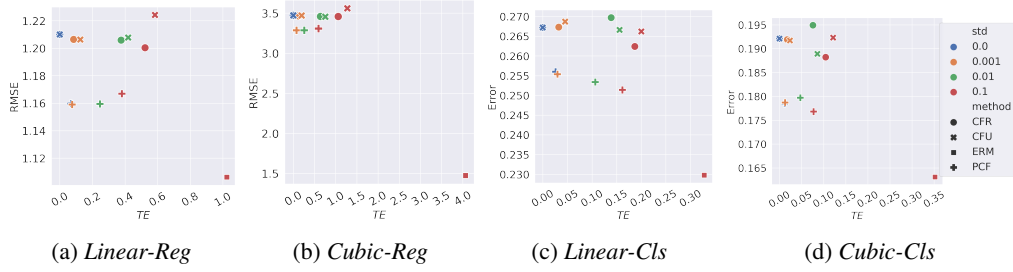 1.22
1.20
1.18
1.16
1.14
1.12
RMSE
0.0 0.2 0.4 0.6 0.8 1.0
TE
(a) Linear-Reg
3.5
3.0
2.5
2.0
1.5
RMSE
0.0 0.5 1.0 1.5 2.0 2.5 3.0 3.5 4.0
TE
(b) Cubic-Reg
0.270
0.265
0.260
0.255
0.250
0.245
0.240
0.235
0.230
Error
0.00 0.05 0.10 0.15 0.20 0.25 0.30
TE
(c) Linear-Cls
0.195
0.190
0.185
0.180
0.175
0.170
0.165
Error
0.00 0.05 0.10 0.15 0.20 0.25 0.30 0.35
TE
(d) Cubic-Cls
std
0.0
0.001
0.01
0.1
method
CFR
CFU
ERM
PCF